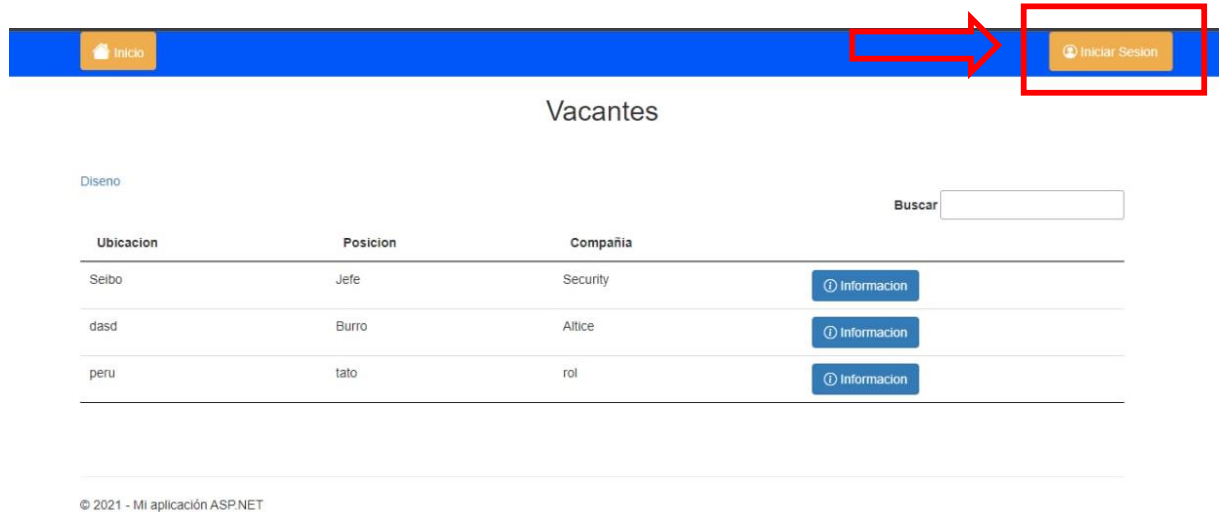 Inicio
Iniciar Sesion
Vacantes
Diseno
Buscar
Ubicacion Posicion Compañia
Seibo Jefe Security Informacion
dasd Burro Altice Informacion
peru tato rol Informacion
© 2021 - Mi aplicación ASP.NET